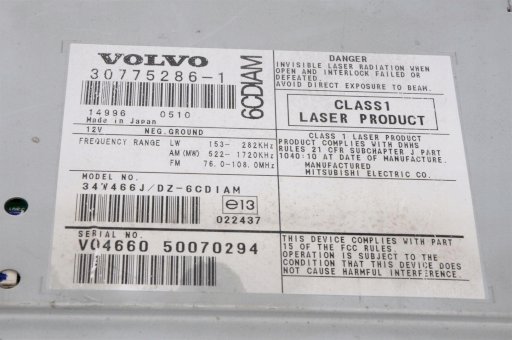 VOLVO
30775286-1
6CDIAM
14996 0510
Made in Japan
12V NEG.GROUND
FREQUENCY RANGE LW 153- 282KHz
AM (MW) 522-1720KHz
FM 76.0-108.0MHz
MODEL NO.
34W466J/DZ-6CDIAM
e13
022437
SERIAL NO.
V04660 50070294
DANGER
INVISIBLE LASER RADIATION WHEN
OPEN AND INTERLOCK FAILED OR
DEFEATED.
AVOID DIRECT EXPOSURE TO BEAM.
CLASS1
LASER PRODUCT
CLASS 1 LASER PRODUCT
PRODUCT COMPLIES WITH DHHS
RULES 21 CFR SUBCHAPTER J PART
1040:10 AT DATE OF MANUFACTURE.
MANUFACTURED
MITSUBISHI ELECTRIC CO.
THIS DEVICE COMPLIES WITH PART
15 OF THE FCC RULES
OPERATION IS SUBJECT TO THE
CONDITION THAT THIS DEVICE DOES
NOT CAUSE HARMFUL INTERFERENCE.